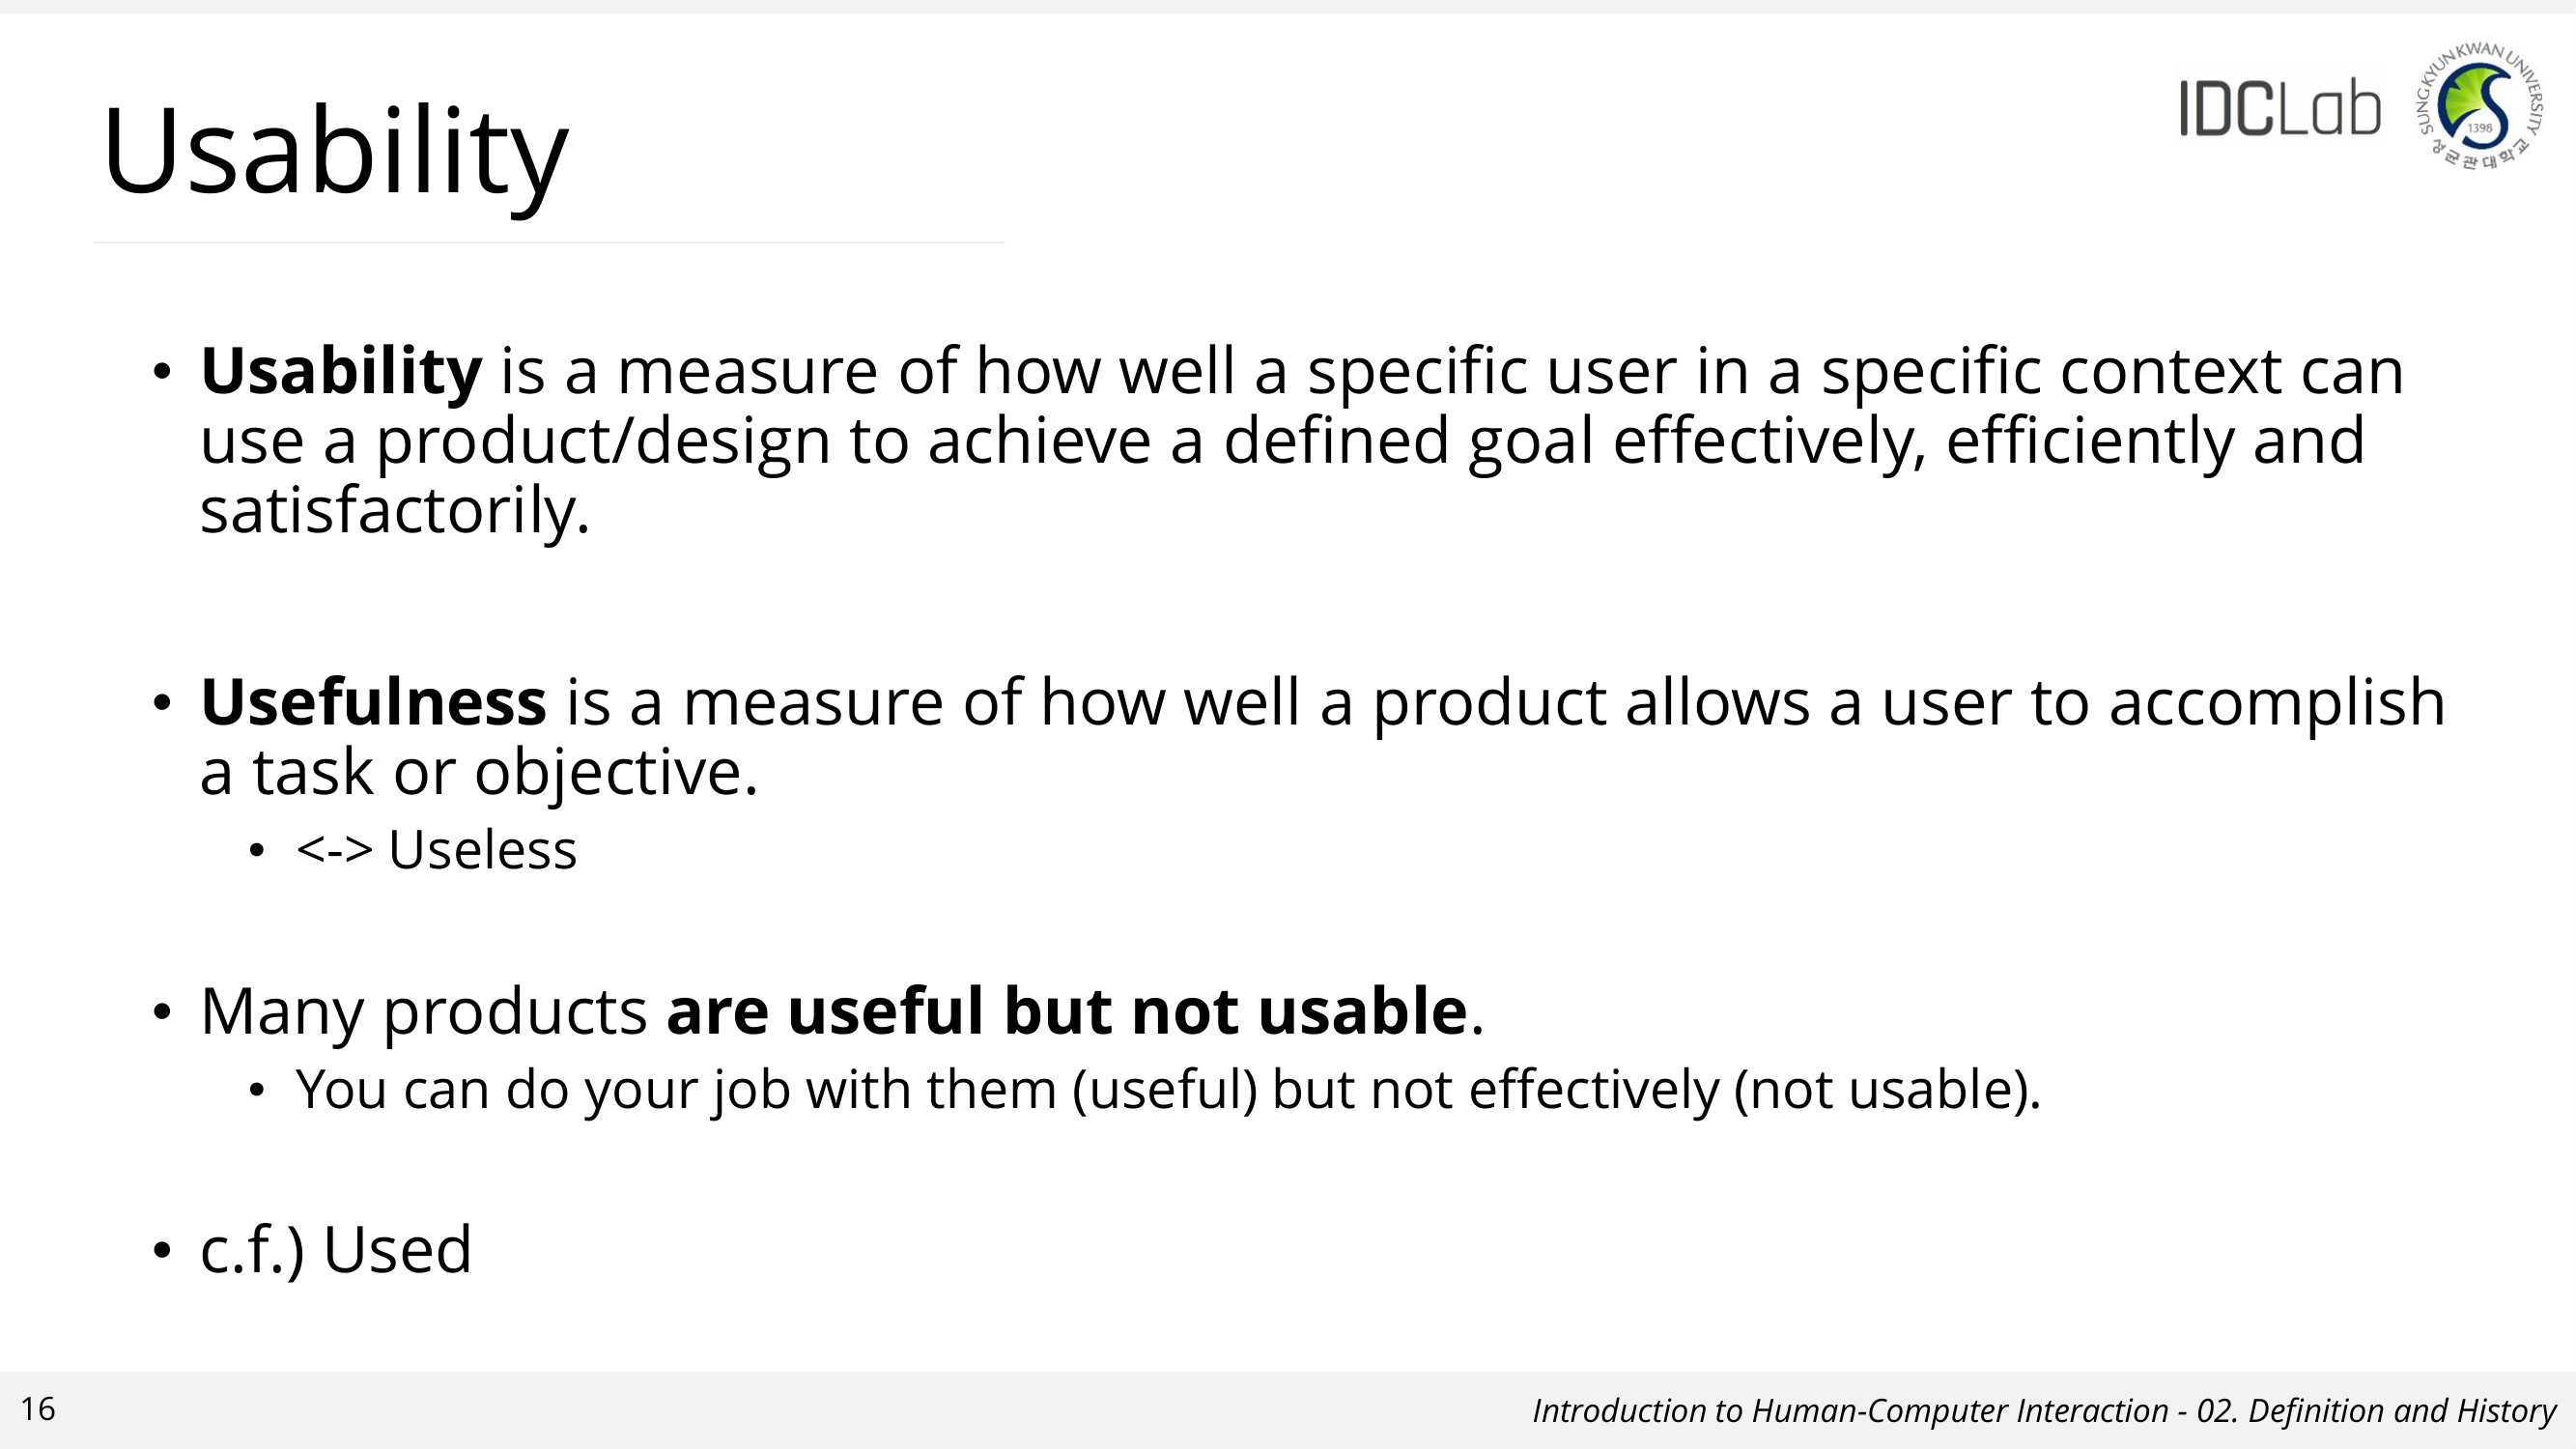 Usability
IDCLab
SUNGKYUNKWAN UNIVERSITY
1398
성균관대학교
• Usability is a measure of how well a specific user in a specific context can
use a product/design to achieve a defined goal effectively, efficiently and
satisfactorily.
• Usefulness is a measure of how well a product allows a user to accomplish
a task or objective.
• <-> Useless
• Many products are useful but not usable.
• You can do your job with them (useful) but not effectively (not usable).
• c.f.) Used
16
Introduction to Human-Computer Interaction - 02. Definition and History